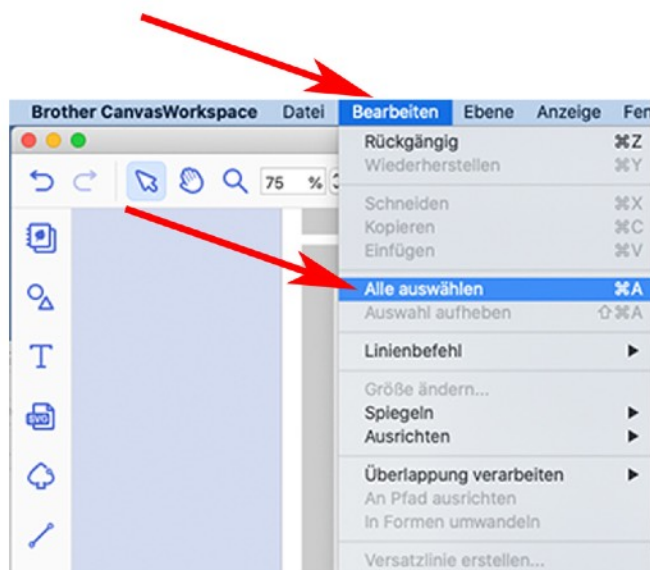 Brother CanvasWorkspace Datei Bearbeiten Ebene Anzeige Fen
Rückgängig ⌘Z
Wiederherstellen ⌘Y
75 %
Schneiden ⌘X
Kopieren ⌘C
Einfügen ⌘V
Alle auswählen ⌘A
Auswahl aufheben ⇧⌘A
Linienbefehl
T
Größe ändern...
Spiegeln
SVG
Ausrichten
Überlappung verarbeiten
An Pfad ausrichten
In Formen umwandeln
Versatzlinie erstellen...